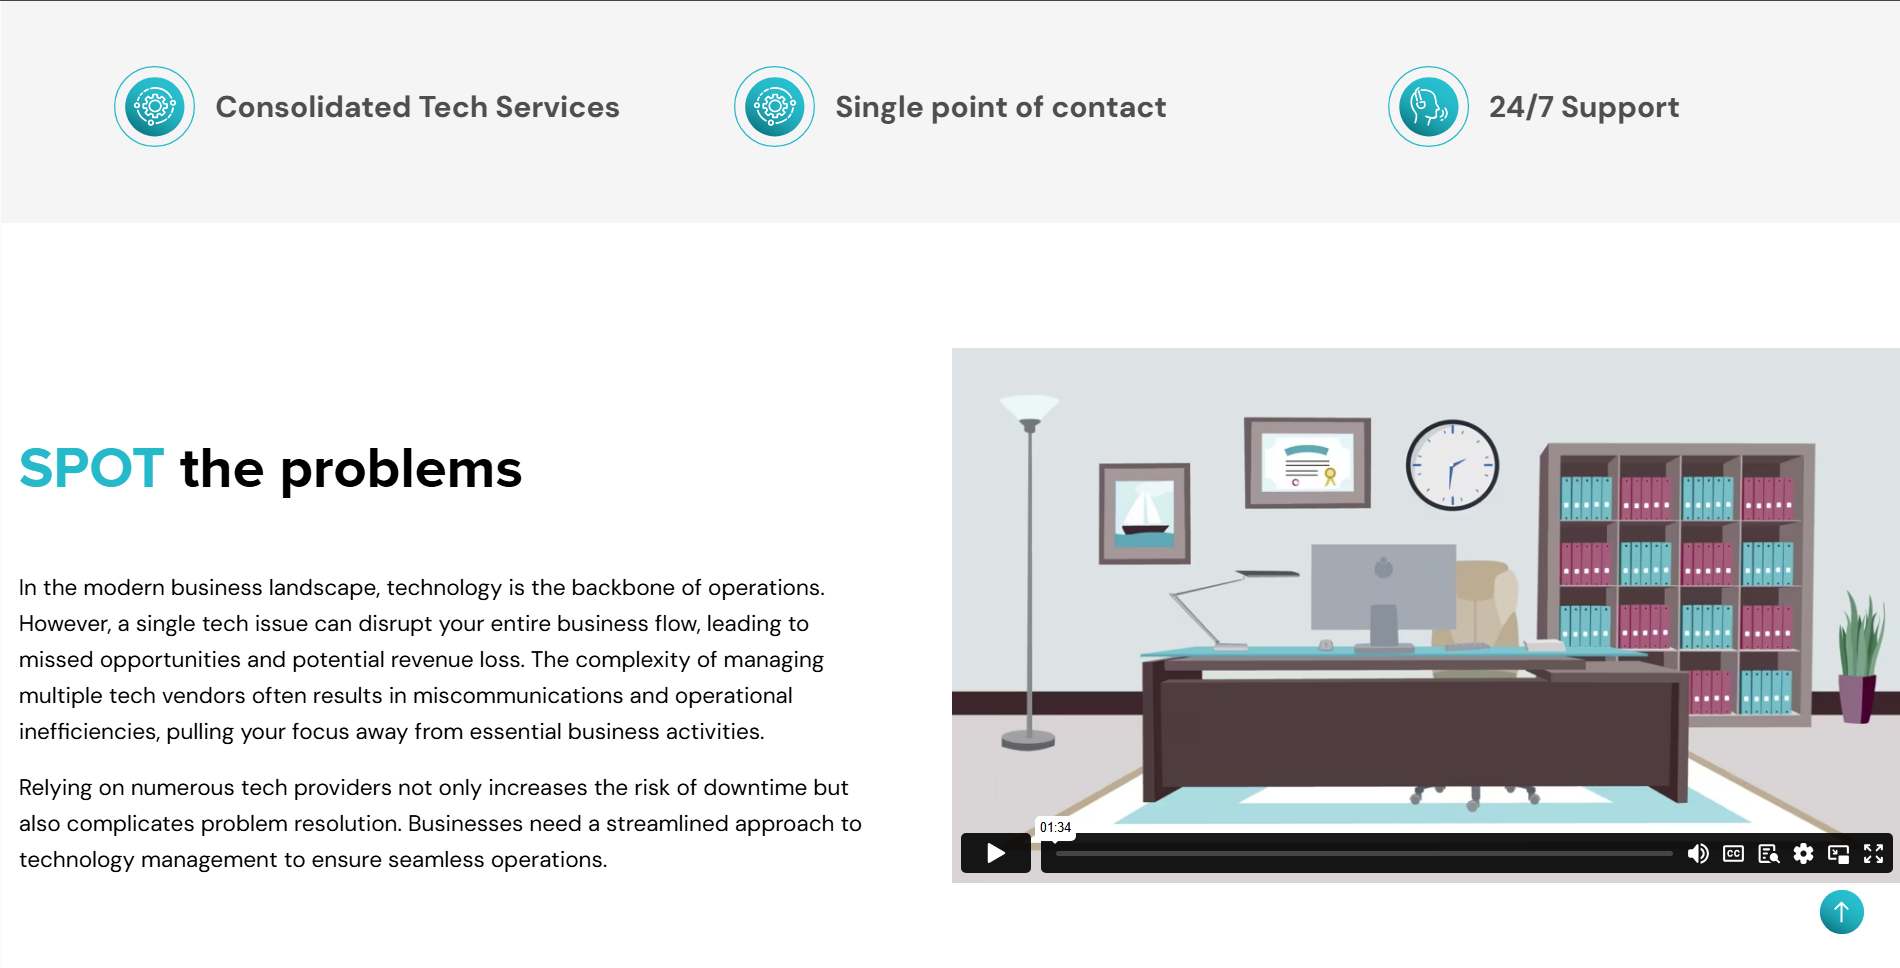 Consolidated Tech Services
Single point of contact
24/7 Support
SPOT the problems
In the modern business landscape, technology is the backbone of operations.
However, a single tech issue can disrupt your entire business flow, leading to
missed opportunities and potential revenue loss. The complexity of managing
multiple tech vendors often results in miscommunications and operational
inefficiencies, pulling your focus away from essential business activities.
Relying on numerous tech providers not only increases the risk of downtime but
also complicates problem resolution. Businesses need a streamlined approach to
technology management to ensure seamless operations.
01:34
CC